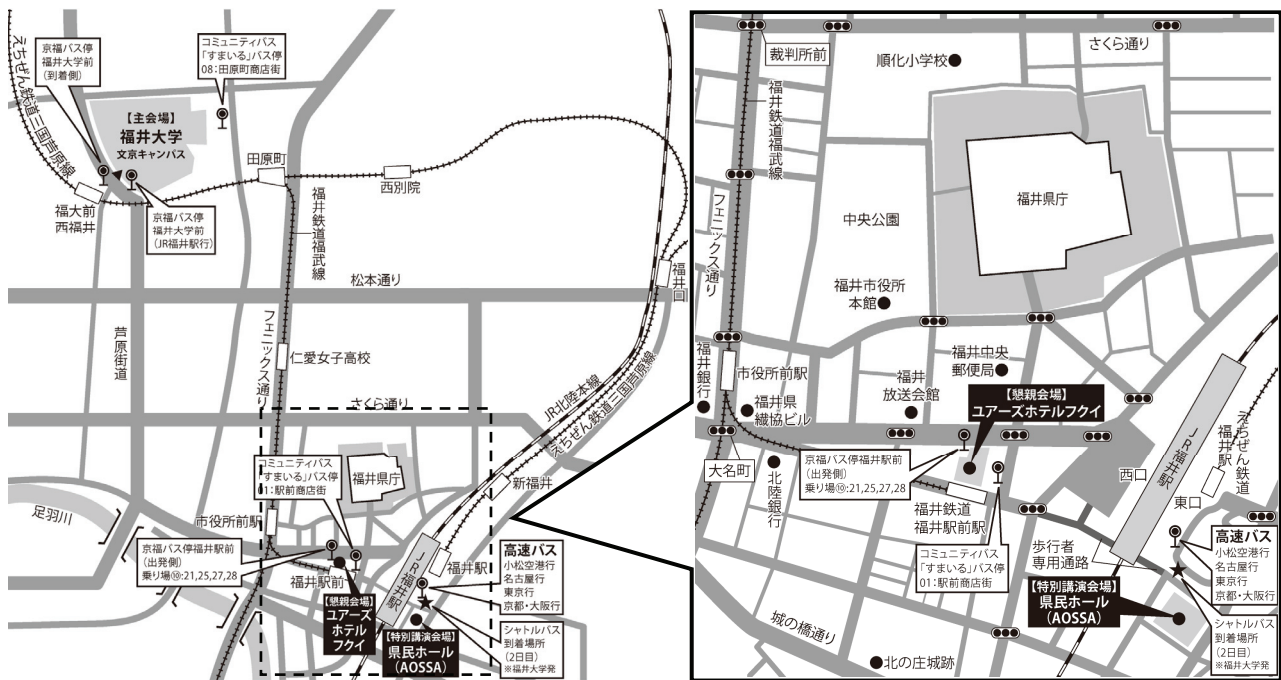 えちぜん鉄道三国芦原線
京福バス停
福井大学前
(到着側)
コミュニティバス
「すまいる」バス停
08:田原町商店街
【主会場】
福井大学
文京キャンパス
福大前
西福井
京福バス停
福井大学前
(JR福井駅行)
田原町
西別院
福井鉄道福武線
福井口
松本通り
芦原街道
フェニックス通り
仁愛女子高校
さくら通り
JR北陸本線
えちぜん鉄道三国芦原線
コミュニティバス
「すまいる」バス停
01:駅前商店街
福井県庁
新福井
足羽川
市役所前駅
京福バス停福井駅前
(出発側)
乗り場⑩:21,25,27,28
福井駅前
【懇親会場】
ユアーズ
ホテル
フクイ
JR福井駅
福井駅
高速バス
小松空港行
名古屋行
東京行
京都・大阪行
シャトルバス
到着場所
(2日目)
※福井大学発
【特別講演会場】
県民ホール
(AOSSA)
裁判所前
順化小学校
さくら通り
福井鉄道福武線
フェニックス通り
中央公園
福井県庁
福井市役所
本館
福井銀行
市役所前駅
福井県
繊協ビル
福井
放送会館
福井中央
郵便局
【懇親会場】
ユアーズホテルフクイ
大名町
北陸銀行
京福バス停福井駅前
(出発側)
乗り場⑩:21,25,27,28
福井鉄道
福井駅前駅
コミュニティバス
「すまいる」バス停
01:駅前商店街
西口
JR福井駅
東口
えちぜん鉄道
福井駅
歩行者
専用通路
高速バス
小松空港行
名古屋行
東京行
京都・大阪行
【特別講演会場】
県民ホール
(AOSSA)
シャトルバス
到着場所
(2日目)
※福井大学発
城の橋通り
北の庄城跡